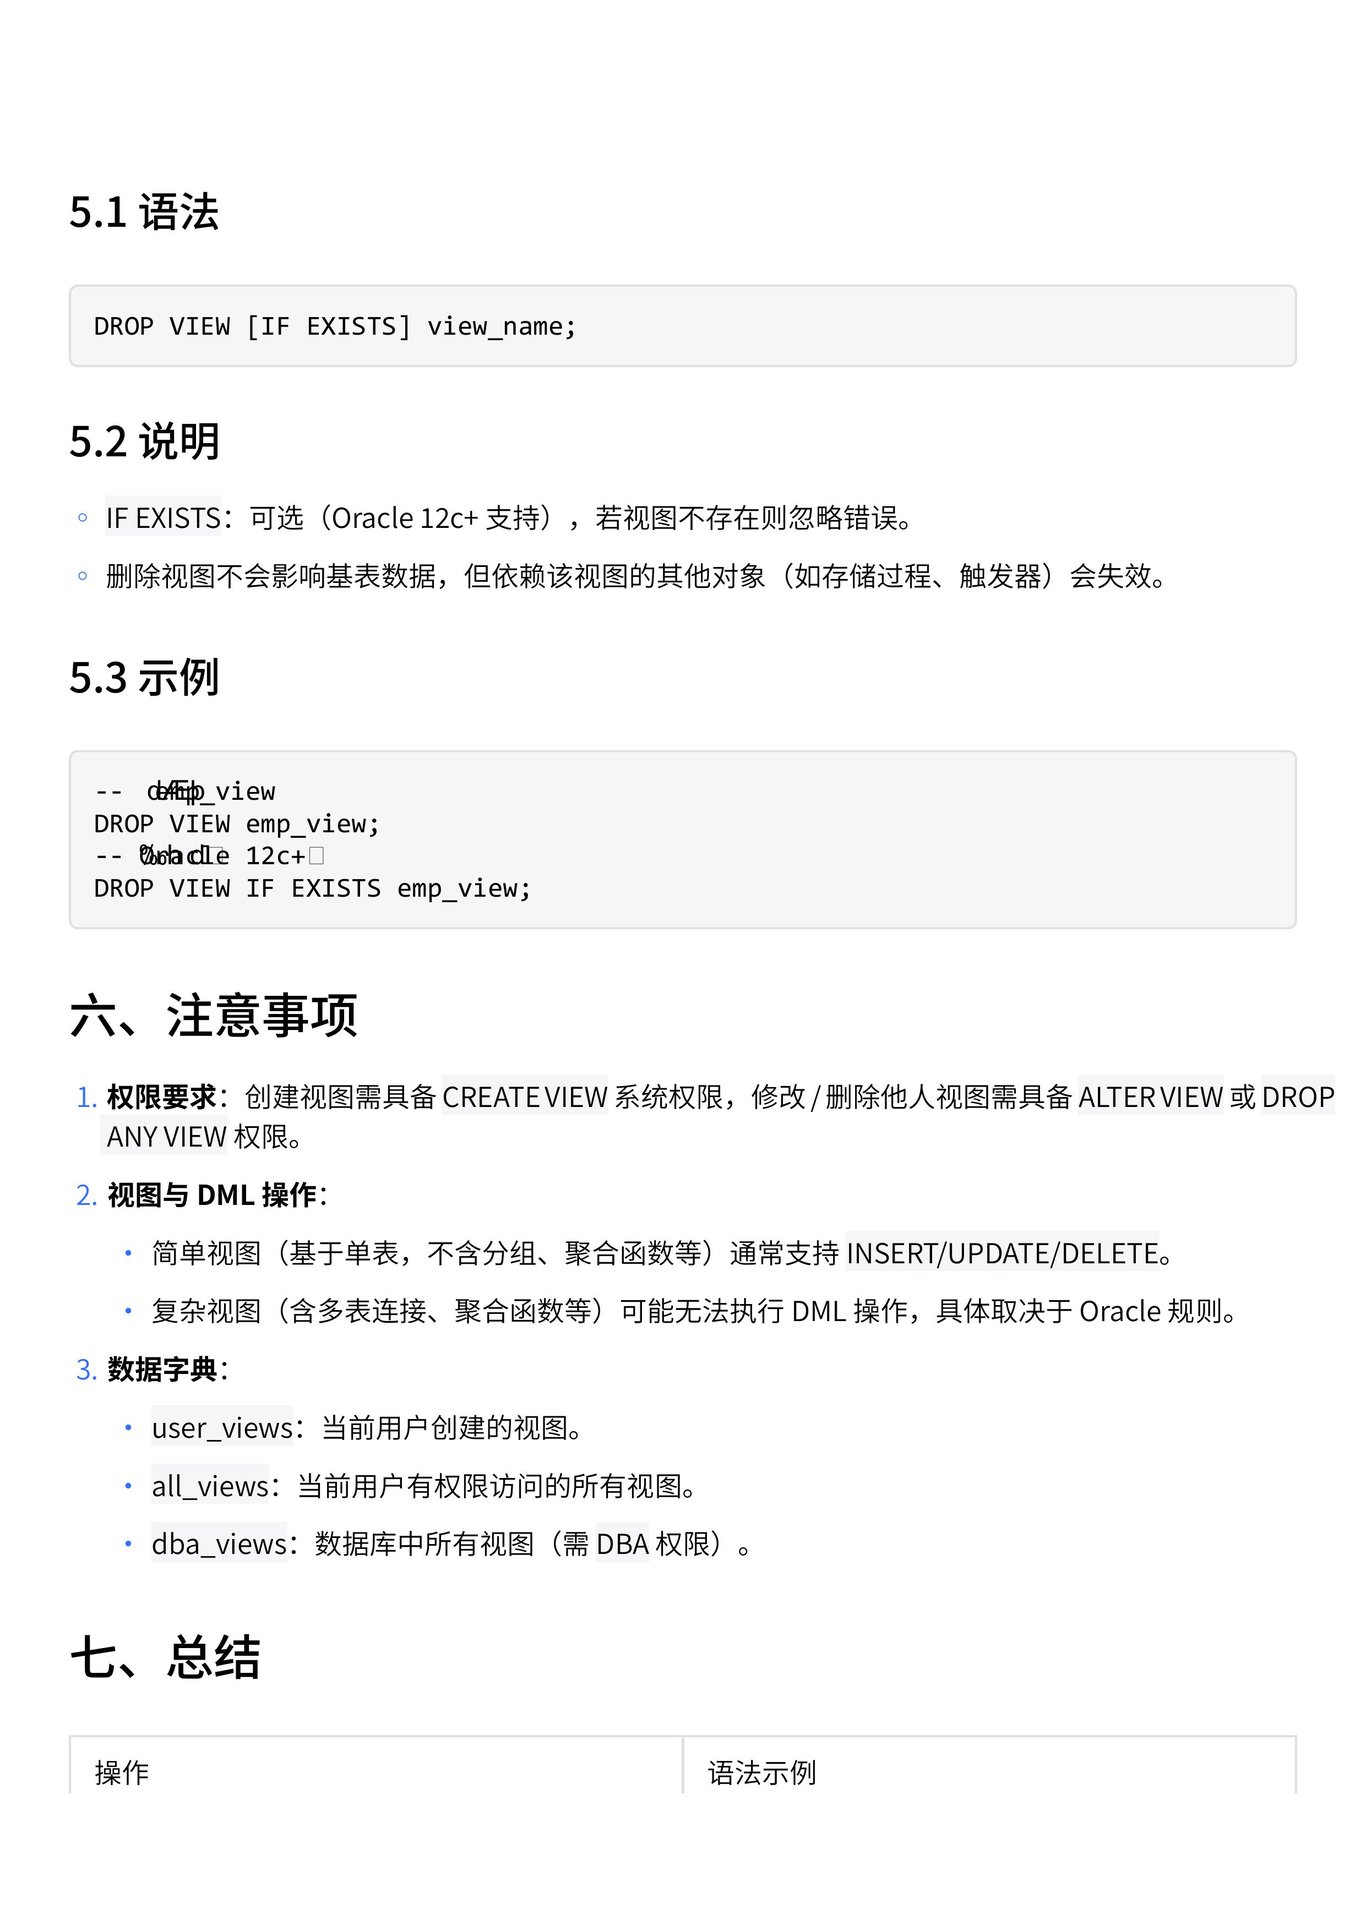 5.1 语法
DROP VIEW [IF EXISTS] view_name;
5.2 说明
IF EXISTS：可选（Oracle 12c+ 支持），若视图不存在则忽略错误。
删除视图不会影响基表数据，但依赖该视图的其他对象（如存储过程、触发器）会失效。
5.3 示例
-- emp_view
DROP VIEW emp_view;
-- Oracle 12c+
DROP VIEW IF EXISTS emp_view;
六、注意事项
1. 权限要求：创建视图需具备 CREATE VIEW 系统权限，修改 / 删除他人视图需具备 ALTER VIEW 或 DROP
ANY VIEW 权限。
2. 视图与 DML 操作：
• 简单视图（基于单表，不含分组、聚合函数等）通常支持 INSERT/UPDATE/DELETE。
• 复杂视图（含多表连接、聚合函数等）可能无法执行 DML 操作，具体取决于 Oracle 规则。
3. 数据字典：
• user_views：当前用户创建的视图。
• all_views：当前用户有权限访问的所有视图。
• dba_views：数据库中所有视图（需 DBA 权限）。
七、总结
操作
语法示例